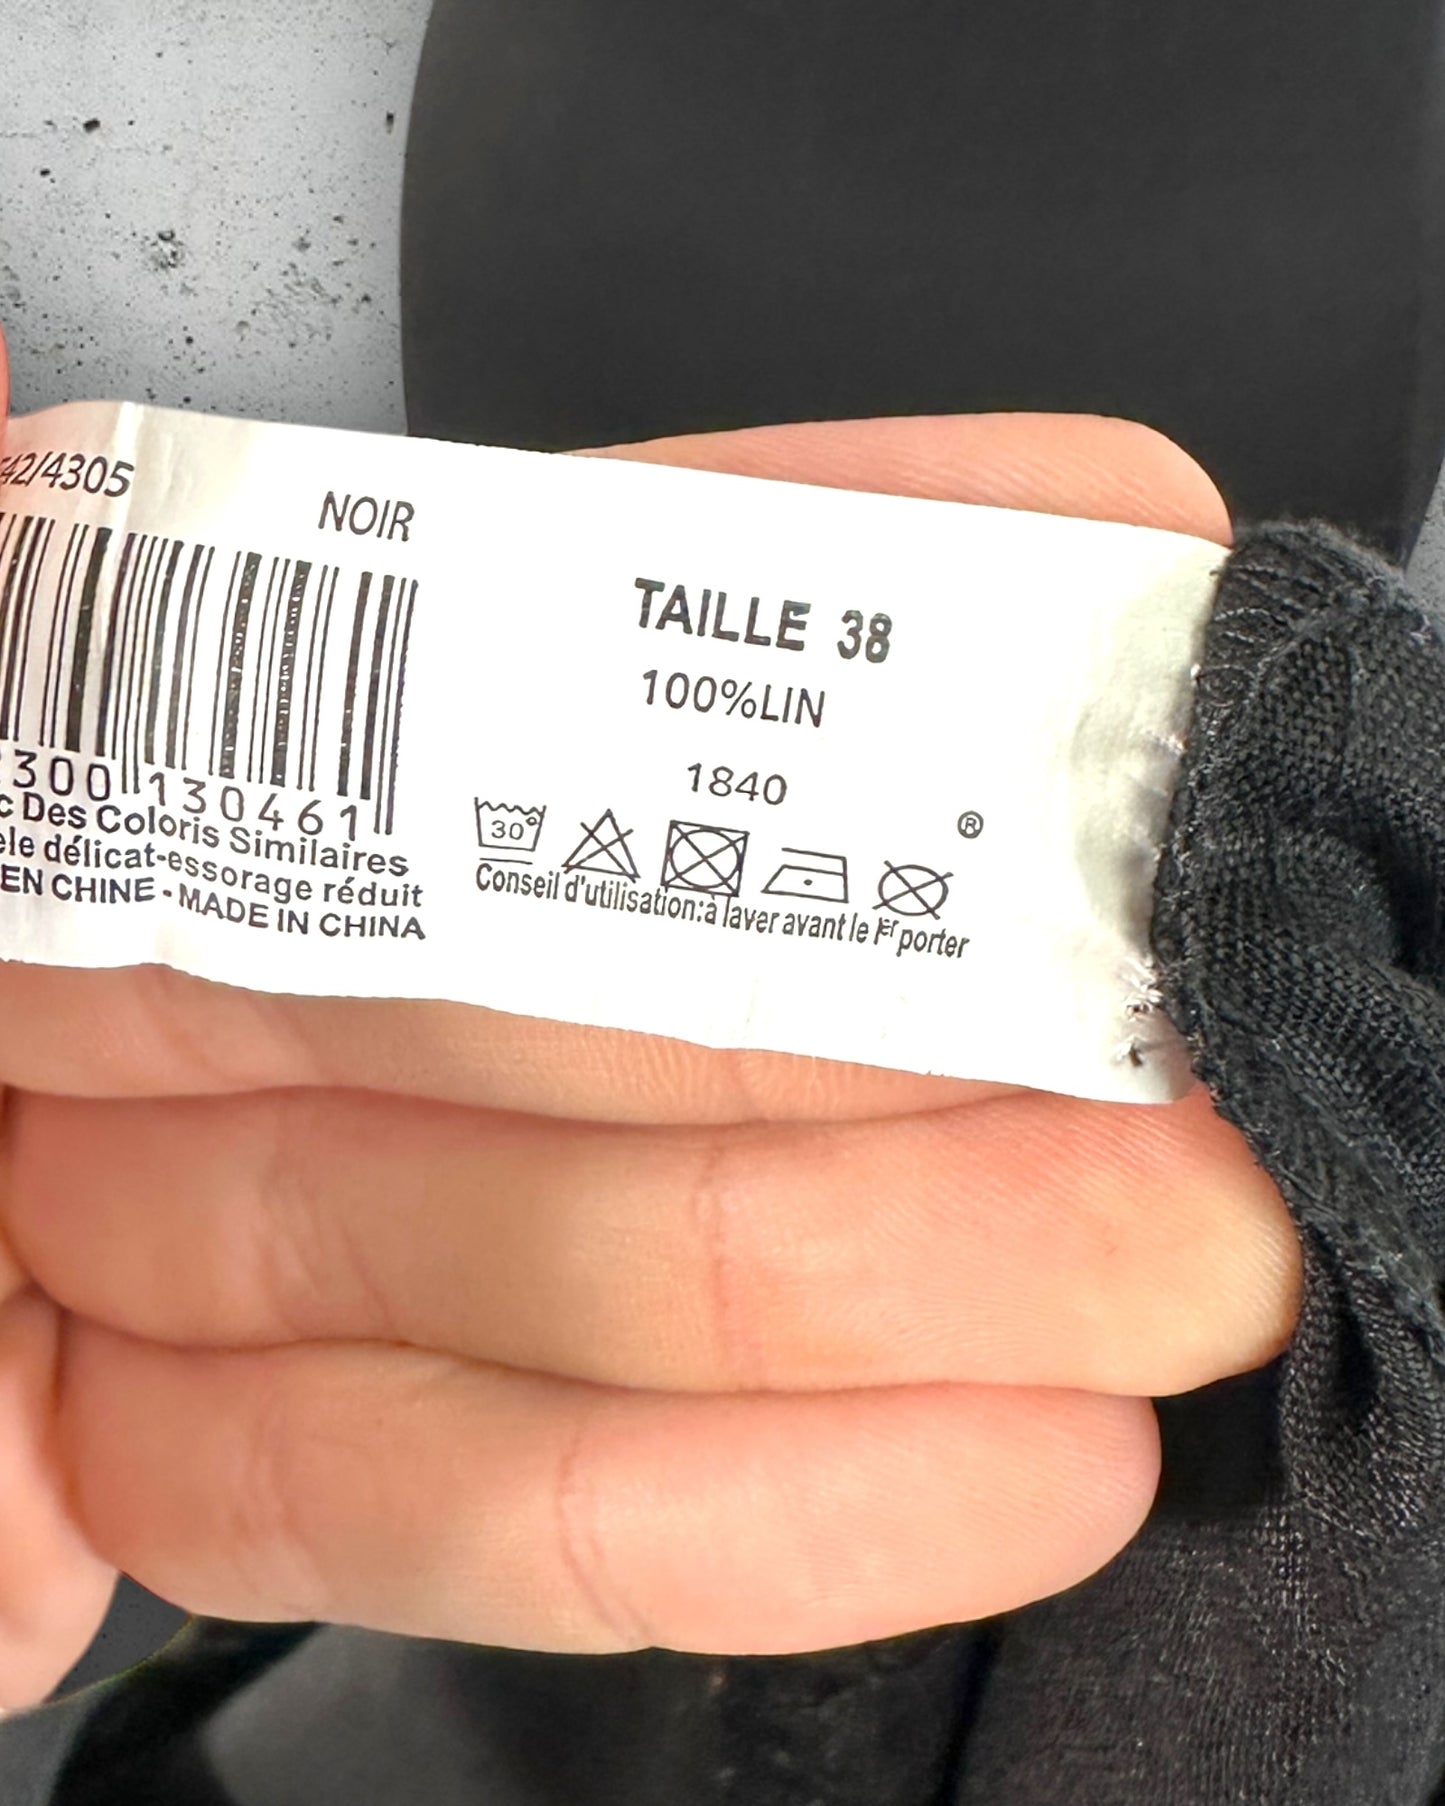 42/4305
NOIR
300 130461
c Des Coloris Similaires
èle délicat-essorage réduit
EN CHINE - MADE IN CHINA
TAILLE 38
100%LIN
1840
30°
®
Conseil d'utilisation:à laver avant le 1er porter